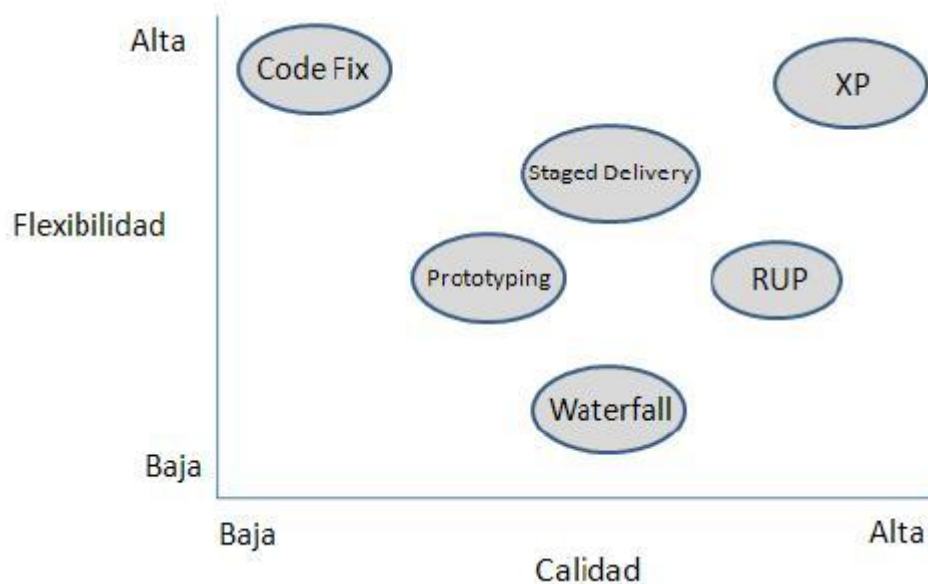 Alta
Code Fix
XP
Staged Delivery
Flexibilidad
Prototyping
RUP
Waterfall
Baja
Baja
Alta
Calidad